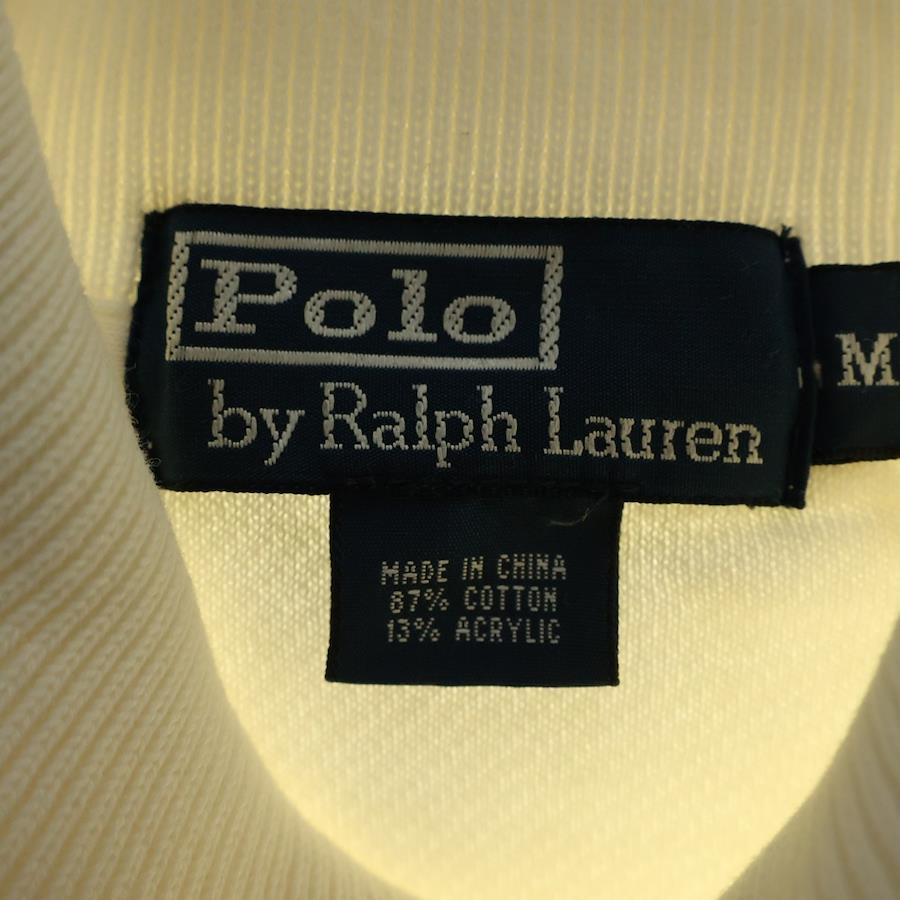 Polo
by Ralph Lauren
M
MADE IN CHINA
87% COTTON
13% ACRYLIC